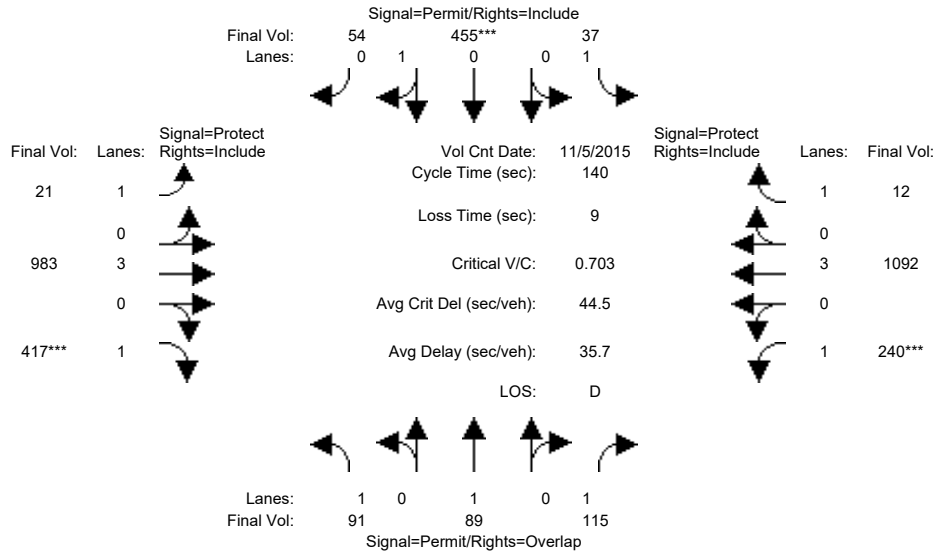 Signal=Permit/Rights=Include
Final Vol: 54 455*** 37
Lanes: 0 1 0 0 1
Signal=Protect
Final Vol: Lanes: Rights=Include
Vol Cnt Date: 11/5/2015
Signal=Protect
Rights=Include Lanes: Final Vol:
Cycle Time (sec): 140
21 1
1 12
Loss Time (sec): 9
0
0
983 3
Critical V/C: 0.703
3 1092
0
Avg Crit Del (sec/veh): 44.5
0
417*** 1
Avg Delay (sec/veh): 35.7
1 240***
LOS: D
Lanes: 1 0 1 0 1
Final Vol: 91 89 115
Signal=Permit/Rights=Overlap